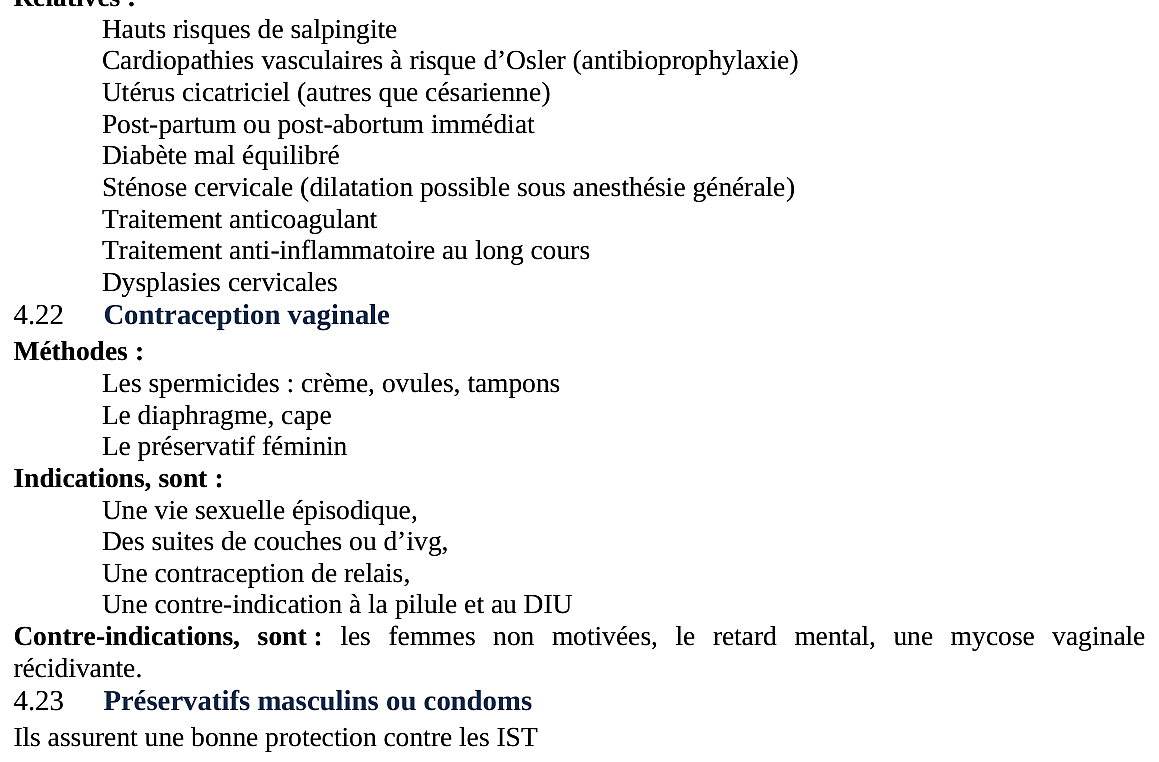 Relatives :
Hauts risques de salpingite
Cardiopathies vasculaires à risque d’Osler (antibioprophylaxie)
Utérus cicatriciel (autres que césarienne)
Post-partum ou post-abortum immédiat
Diabète mal équilibré
Sténose cervicale (dilatation possible sous anesthésie générale)
Traitement anticoagulant
Traitement anti-inflammatoire au long cours
Dysplasies cervicales
4.22 Contraception vaginale
Méthodes :
Les spermicides : crème, ovules, tampons
Le diaphragme, cape
Le préservatif féminin
Indications, sont :
Une vie sexuelle épisodique,
Des suites de couches ou d’ivg,
Une contraception de relais,
Une contre-indication à la pilule et au DIU
Contre-indications, sont : les femmes non motivées, le retard mental, une mycose vaginale
récidivante.
4.23 Préservatifs masculins ou condoms
Ils assurent une bonne protection contre les IST